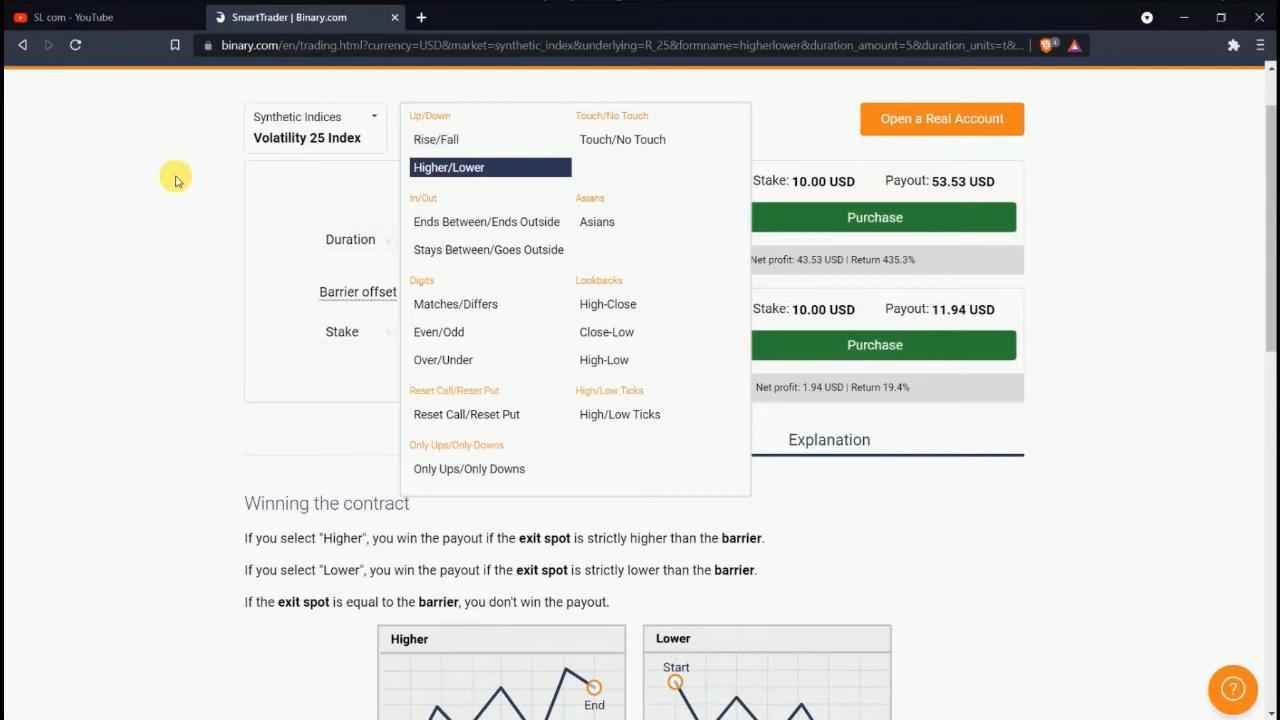 SL com - YouTube
SmartTrader | Binary.com
binary.com/en/trading.html?currency=USD&market=synthetic_index&underlying=R_25&formname=higherlower&duration_amount=5&duration_units=t&...
4
Synthetic Indices
Volatility 25 Index
Open a Real Account
Up/Down
Touch/No Touch
Rise/Fall
Touch/No Touch
Higher/Lower
In/Out
Asians
Ends Between/Ends Outside
Asians
Stays Between/Goes Outside
Digits
Lookbacks
Matches/Differs
High-Close
Even/Odd
Close-Low
Over/Under
High-Low
Reset Call/Reset Put
High/Low Ticks
Reset Call/Reset Put
High/Low Ticks
Only Ups/Only Downs
Only Ups/Only Downs
Duration
Barrier offset
Stake
Stake: 10.00 USD Payout: 53.53 USD
Purchase
Net profit: 43.53 USD | Return 435.3%
Stake: 10.00 USD Payout: 11.94 USD
Purchase
Net profit: 1.94 USD | Return 19.4%
Explanation
Winning the contract
If you select "Higher", you win the payout if the exit spot is strictly higher than the barrier.
If you select "Lower", you win the payout if the exit spot is strictly lower than the barrier.
If the exit spot is equal to the barrier, you don't win the payout.
Higher
End
Lower
Start
?